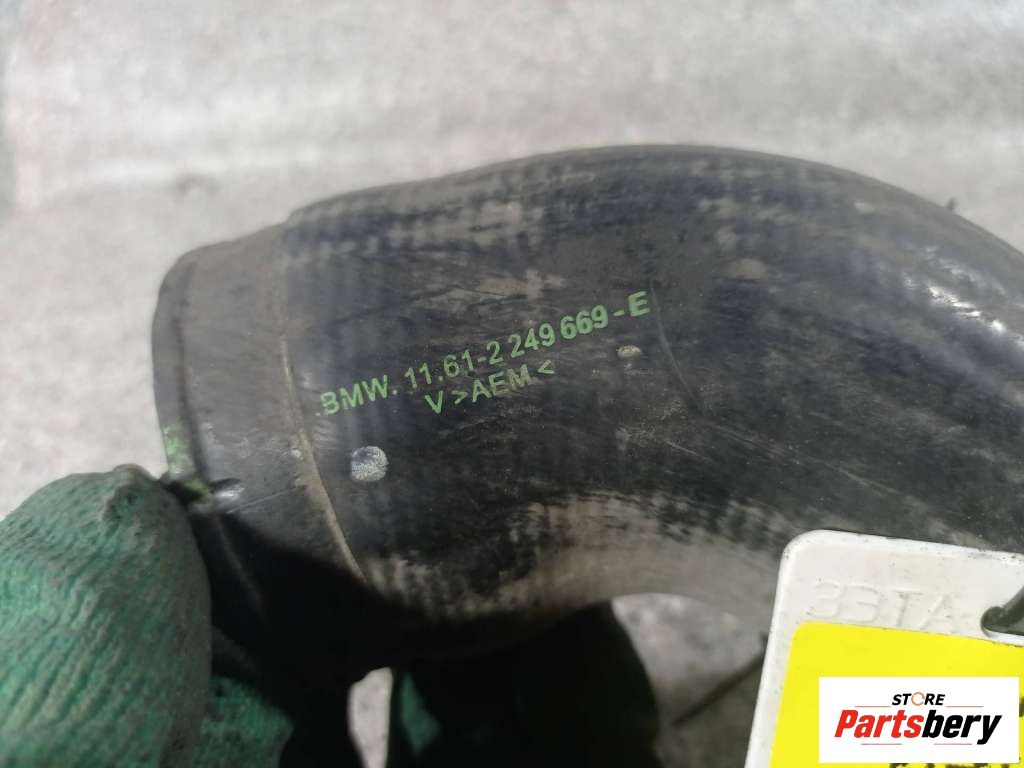 BMW. 11.61-2 249 669-E
V >AEM<
STORE
Partsbery